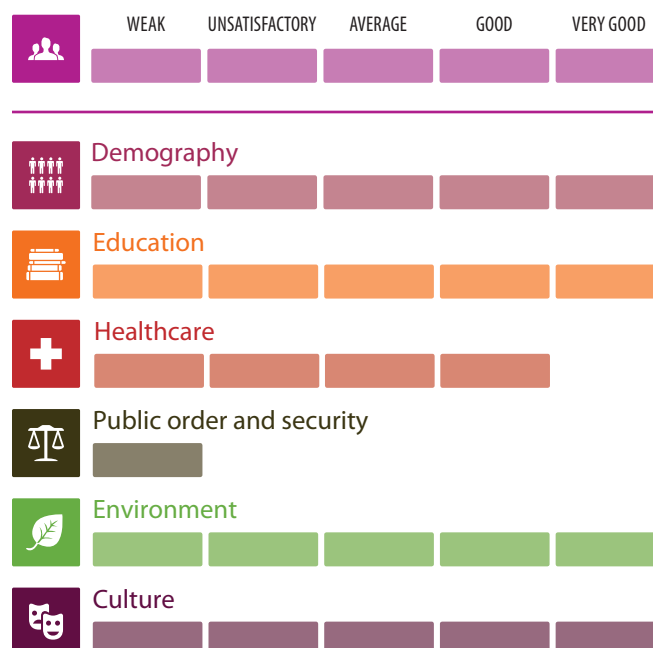 WEAK UNSATISFACTORY AVERAGE GOOD VERY GOOD
Demography
Education
Healthcare
Public order and security
Environment
Culture